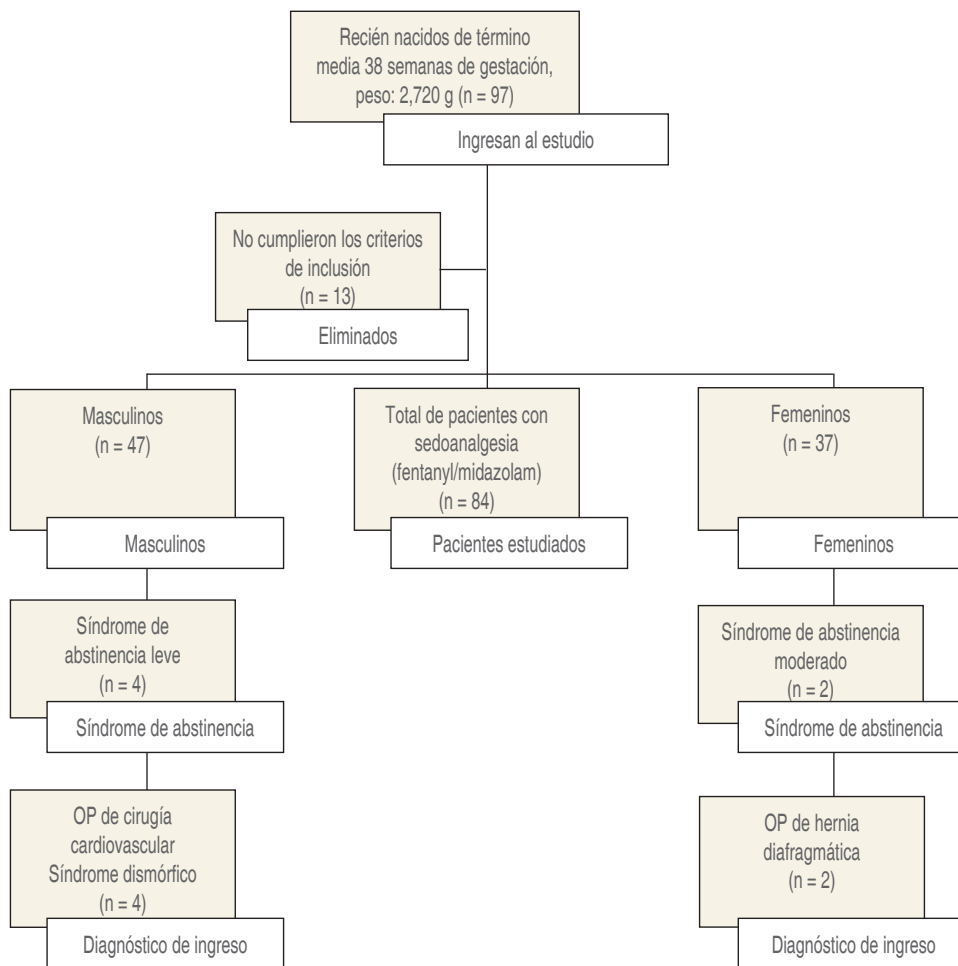 Recién nacidos de término
media 38 semanas de gestación,
peso: 2,720 g (n = 97)
Ingresan al estudio
No cumplieron los criterios
de inclusión
(n = 13)
Eliminados
Masculinos
(n = 47)
Masculinos
Total de pacientes con
sedoanalgesia
(fentanyl/midazolam)
(n = 84)
Pacientes estudiados
Femeninos
(n = 37)
Femeninos
Síndrome de
abstinencia leve
(n = 4)
Síndrome de abstinencia
Síndrome de abstinencia
moderado
(n = 2)
Síndrome de abstinencia
OP de cirugía
cardiovascular
Síndrome dismórfico
(n = 4)
Diagnóstico de ingreso
OP de hernia
diafragmática
(n = 2)
Diagnóstico de ingreso